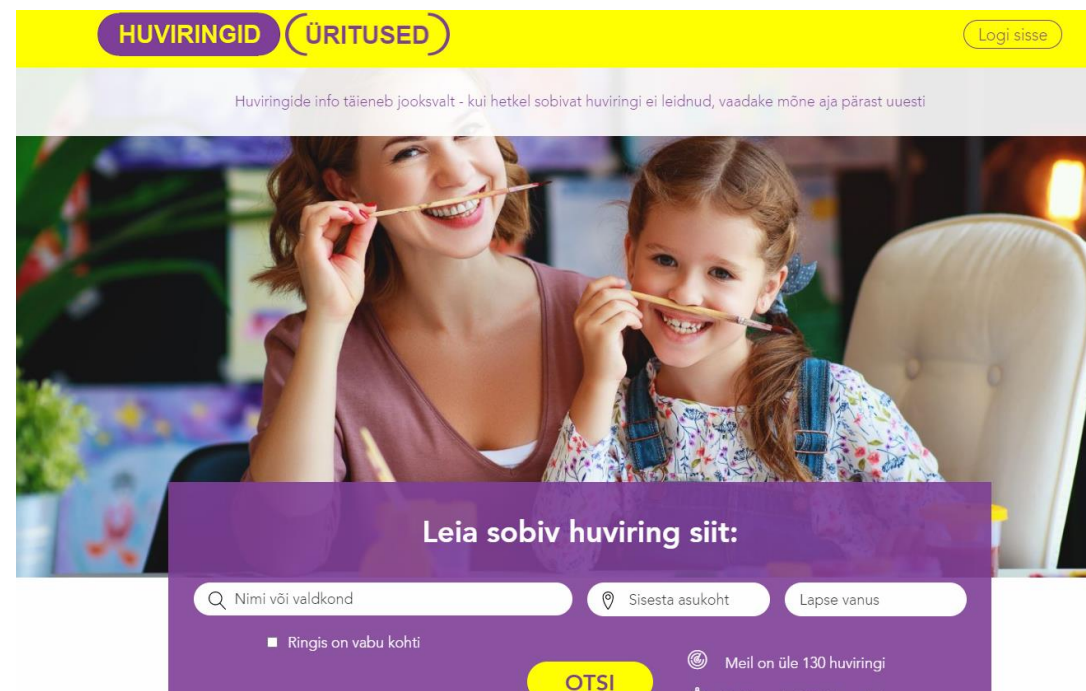 HUVIRINGID ÜRITUSED
Logi sisse
Huviringide info täieneb jooksvalt - kui hetkel sobivat huviringi ei leidnud, vaadake mõne aja pärast uuesti
Leia sobiv huviring siit:
Nimi või valdkond
Sisesta asukoht
Lapse vanus
Ringis on vabu kohti
Meil on üle 130 huviringi
OTSI